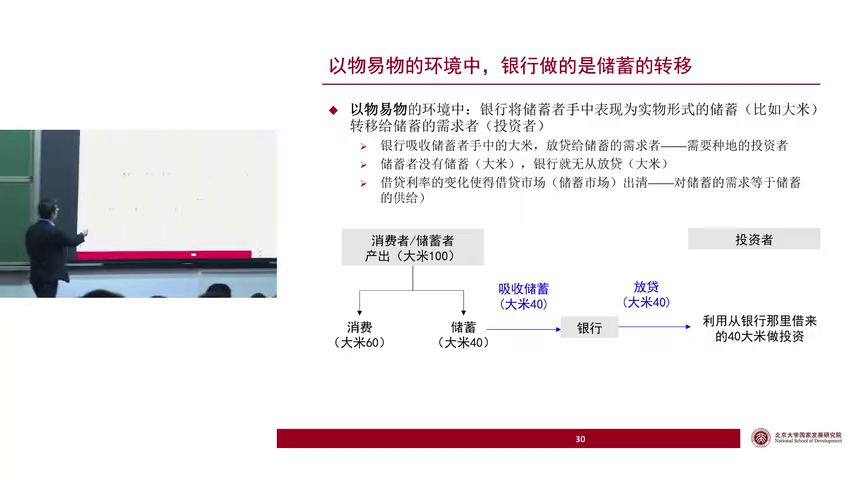 以物易物的环境中，银行做的是储蓄的转移
以物易物的环境中：银行将储蓄者手中表现为实物形式的储蓄（比如大米）
转移给储蓄的需求者（投资者）
银行吸收储蓄者手中的大米，放贷给储蓄的需求者——需要种地的投资者
储蓄者没有储蓄（大米），银行就无从放贷（大米）
借贷利率的变化使得借贷市场（储蓄市场）出清——对储蓄的需求等于储蓄
的供给）
消费者/储蓄者
产出（大米100）
投资者
吸收储蓄
（大米40）
放贷
（大米40）
消费
（大米60）
储蓄
（大米40）
银行
利用从银行那里借来
的40大米做投资
30
北京大学国家发展研究院
National School of Development